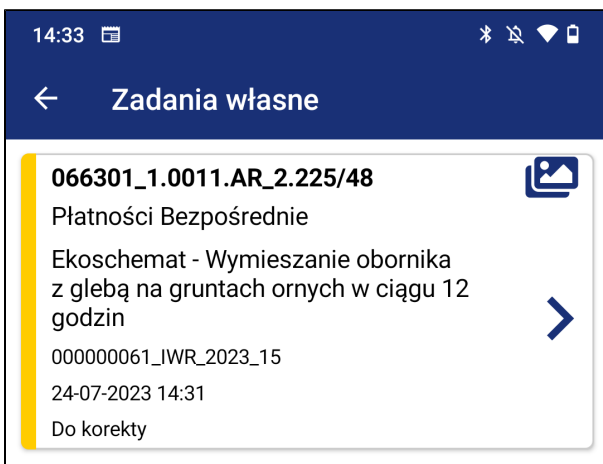 14:33
Zadania własne
066301_1.0011.AR_2.225/48
Płatności Bezpośrednie
Ekoschemat - Wymieszanie obornika
z glebą na gruntach ornych w ciągu 12
godzin
000000061_IWR_2023_15
24-07-2023 14:31
Do korekty